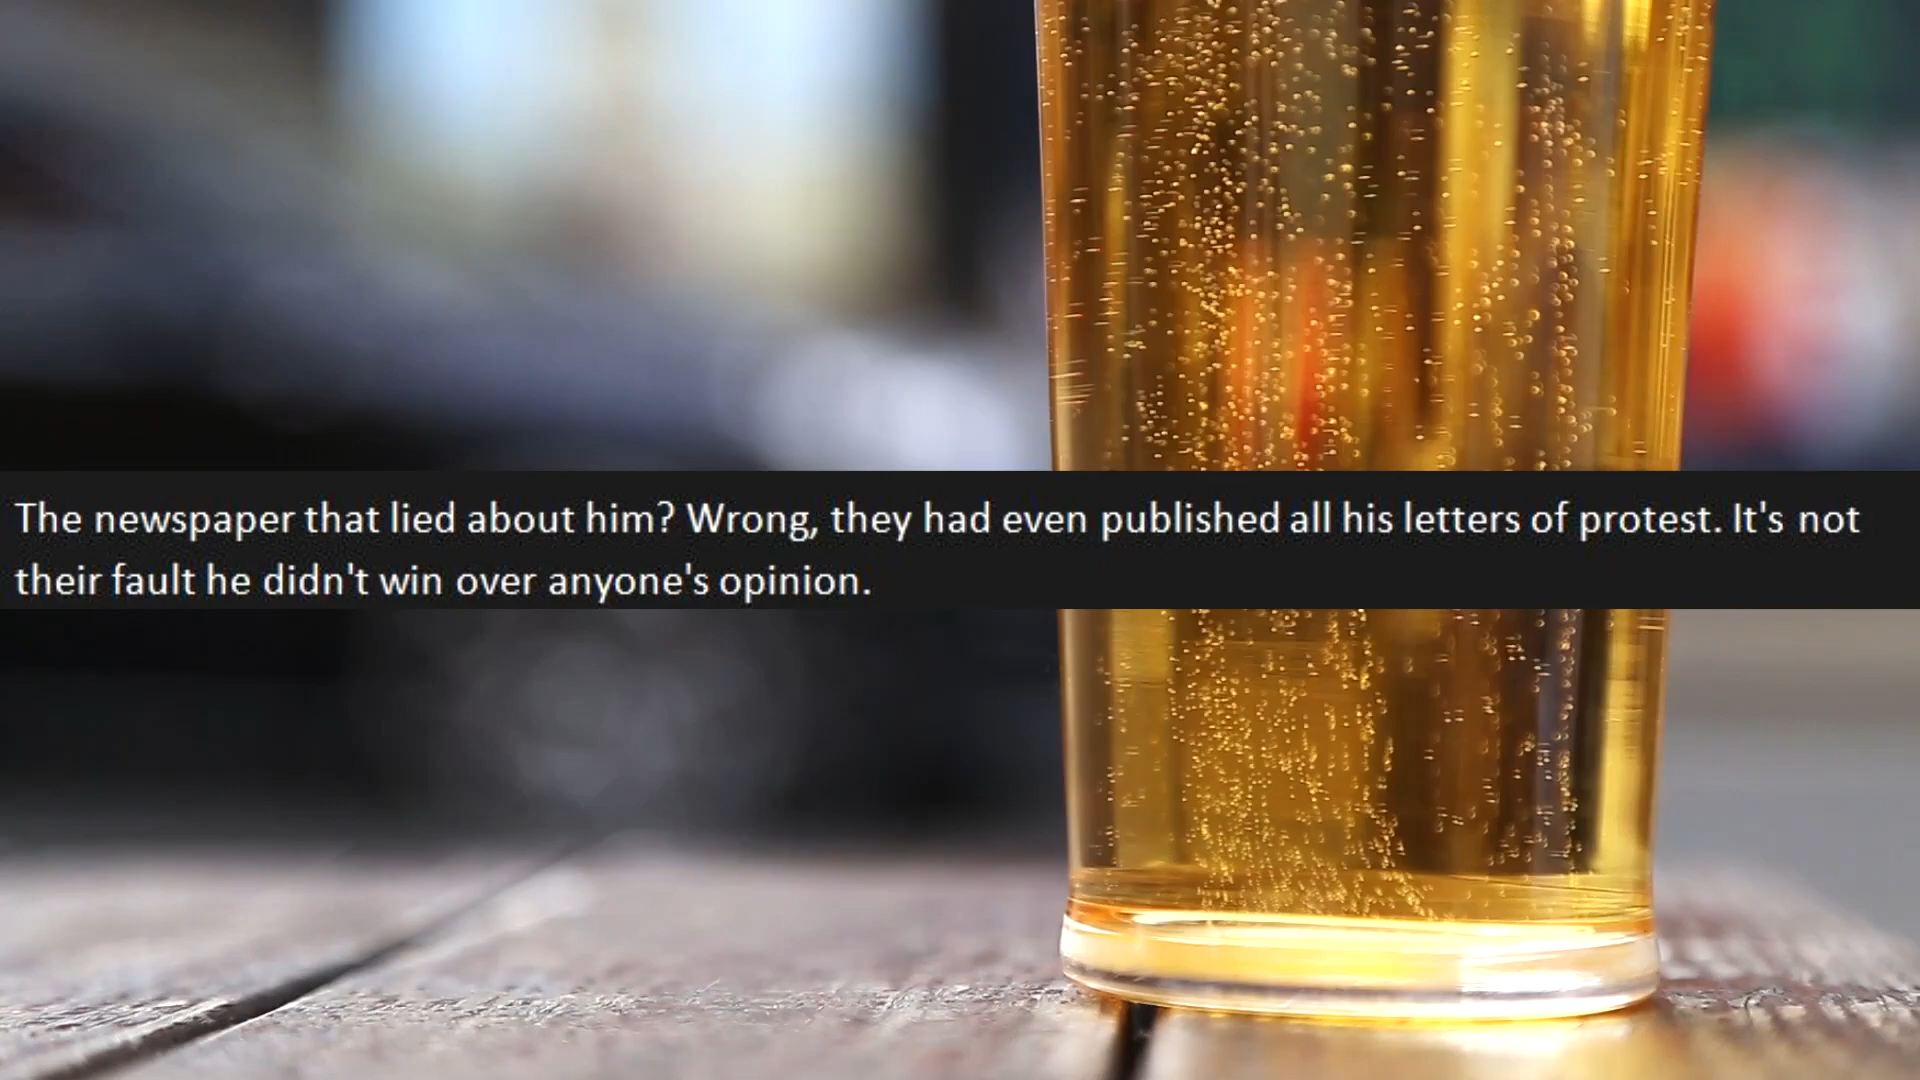 The newspaper that lied about him? Wrong, they had even published all his letters of protest. It's not
their fault he didn't win over anyone's opinion.